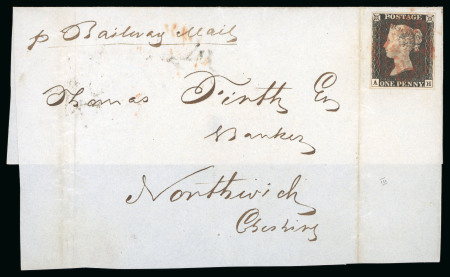 p Railway Mail
POSTAGE
A H
ONE PENNY
Thomas Firth Esq
Banker
Northwich
Cheshire